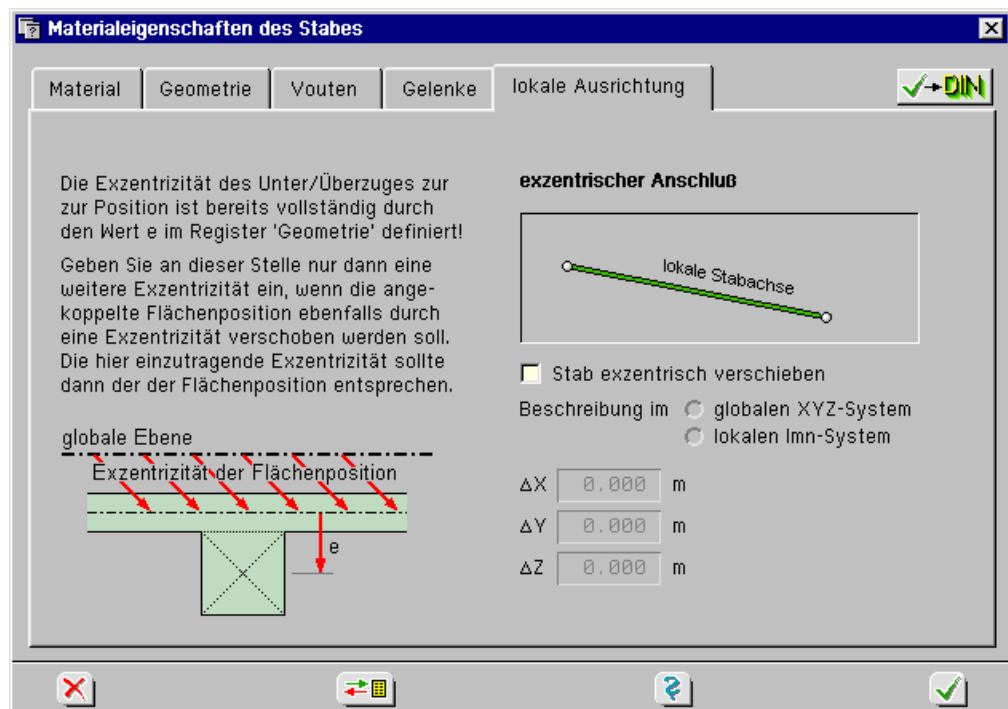 Materialeigenschaften des Stabes
Material
Geometrie
Vouten
Gelenke
lokale Ausrichtung
DIN
Die Exzentrizität des Unter/Überzuges zur
zur Position ist bereits vollständig durch
den Wert e im Register 'Geometrie' definiert!
Geben Sie an dieser Stelle nur dann eine
weitere Exzentrizität ein, wenn die ange-
koppelte Flächenposition ebenfalls durch
eine Exzentrizität verschoben werden soll.
Die hier einzutragende Exzentrizität sollte
dann der der Flächenposition entsprechen.
globale Ebene
Exzentrizität der Flächenposition
e
exzentrischer Anschluß
lokale Stabachse
Stab exzentrisch verschieben
Beschreibung im globalen XYZ-System
lokalen lmn-System
ΔX 0.000 m
ΔY 0.000 m
ΔZ 0.000 m